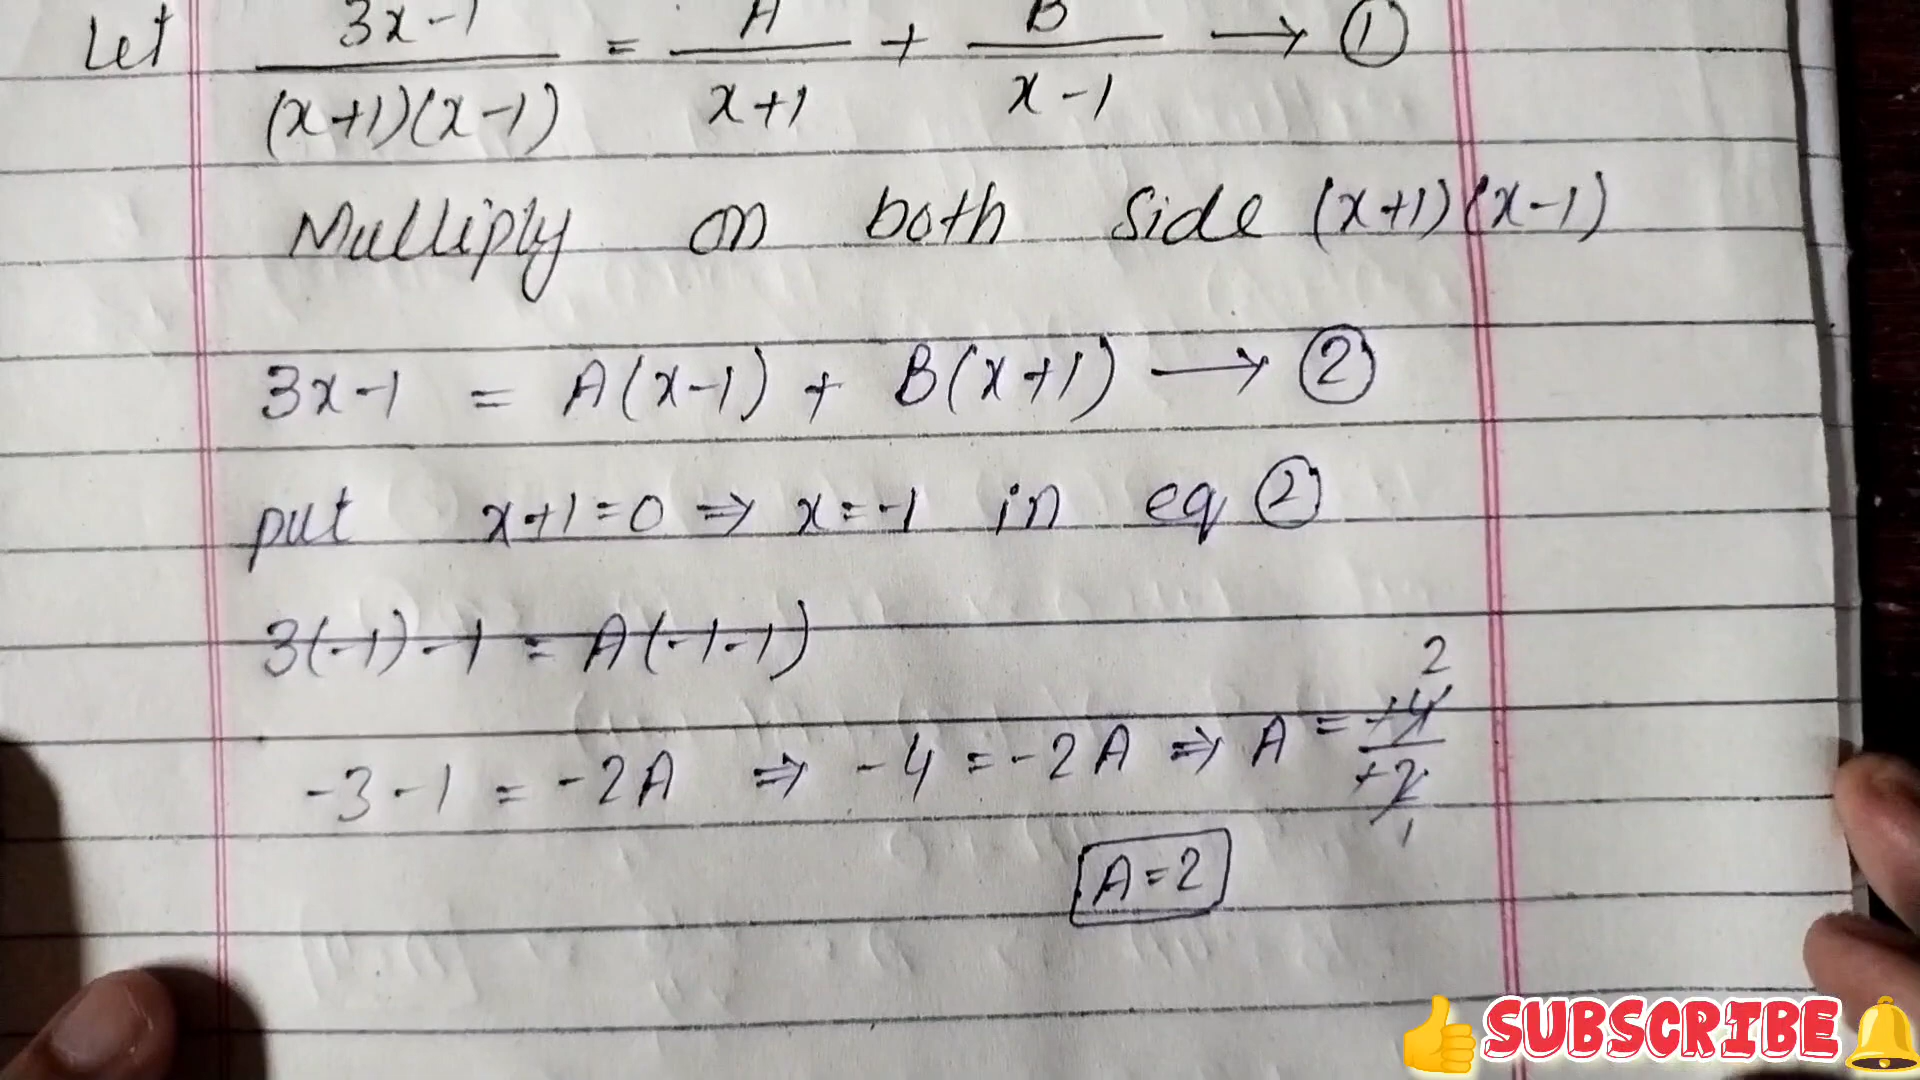 Let 3x-1 / (x+1)(x-1) = A / x+1 + B / x-1 → ①
Multiply on both side (x+1)(x-1)
3x-1 = A(x-1) + B(x+1) → ②
put x+1=0 ⇒ x=-1 in eq ②
3(-1)-1 = A(-1-1)
-3-1 = -2A ⇒ -4 = -2A ⇒ A = +4 / +2 2 1
A=2
SUBSCRIBE